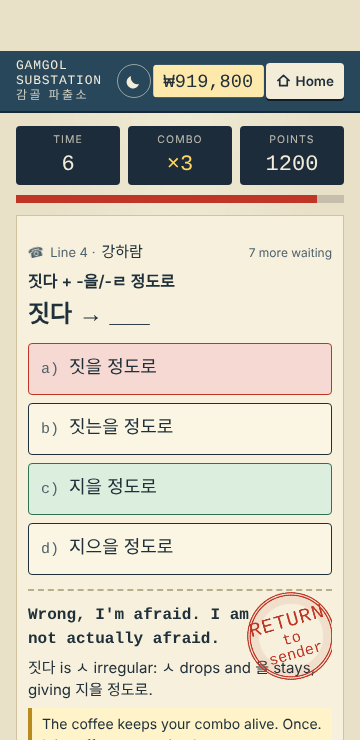 GAMGOL
SUBSTATION
감골 파출소
₩919,800
Home
TIME
6
COMBO
×3
POINTS
1200
☎ Line 4 · 강하람
7 more waiting
짓다 + -을/-ㄹ 정도로
짓다 → ___
a) 짓을 정도로
b) 짓는을 정도로
c) 지을 정도로
d) 지으을 정도로
Wrong, I'm afraid. I am
not actually afraid.
RETURN
to
sender
짓다 is ㅅ irregular: ㅅ drops and 을 stays,
giving 지을 정도로.
The coffee keeps your combo alive. Once.